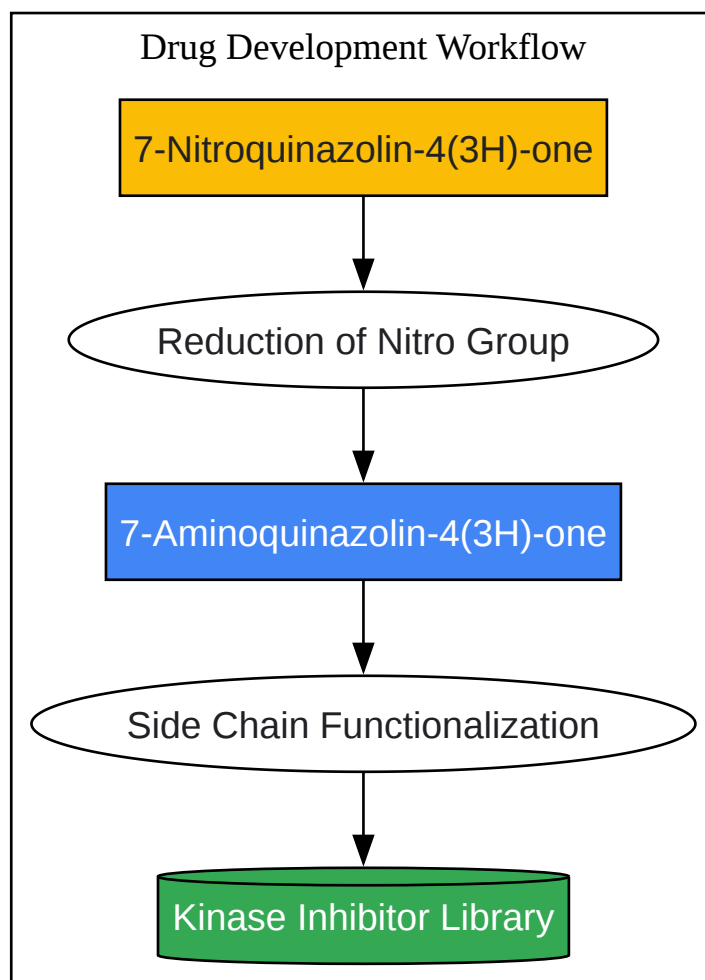 Drug Development Workflow
7-Nitroquinazolin-4(3H)-one
Reduction of Nitro Group
7-Aminoquinazolin-4(3H)-one
Side Chain Functionalization
Kinase Inhibitor Library